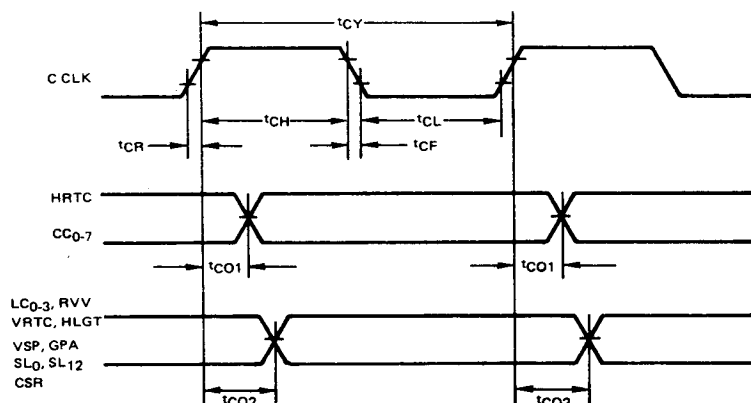 tCY
C CLK
tCH
tCL
tCR
tCF
HRTC
CC0-7
tCO1
tCO1
LC0-3, RVV
VRTC, HLGT
VSP, GPA
SL0, SL12
CSR
tCO2